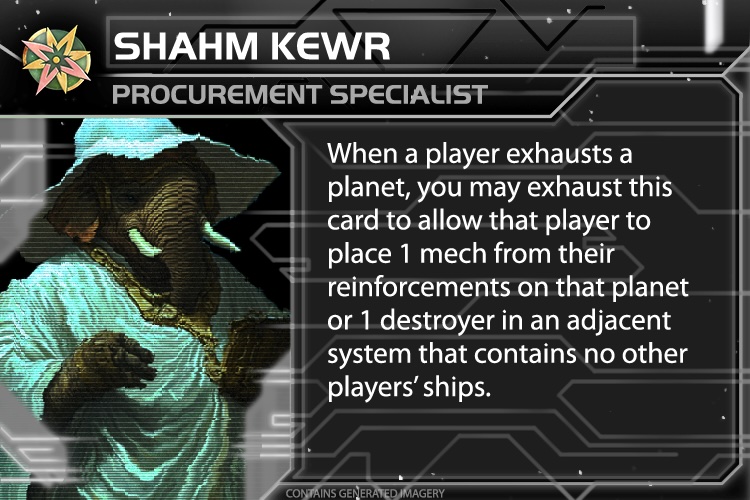 SHAHM KEWR
PROCUREMENT SPECIALIST
When a player exhausts a
planet, you may exhaust this
card to allow that player to
place 1 mech from their
reinforcements on that planet
or 1 destroyer in an adjacent
system that contains no other
players’ ships.
CONTAINS GENERATED IMAGERY